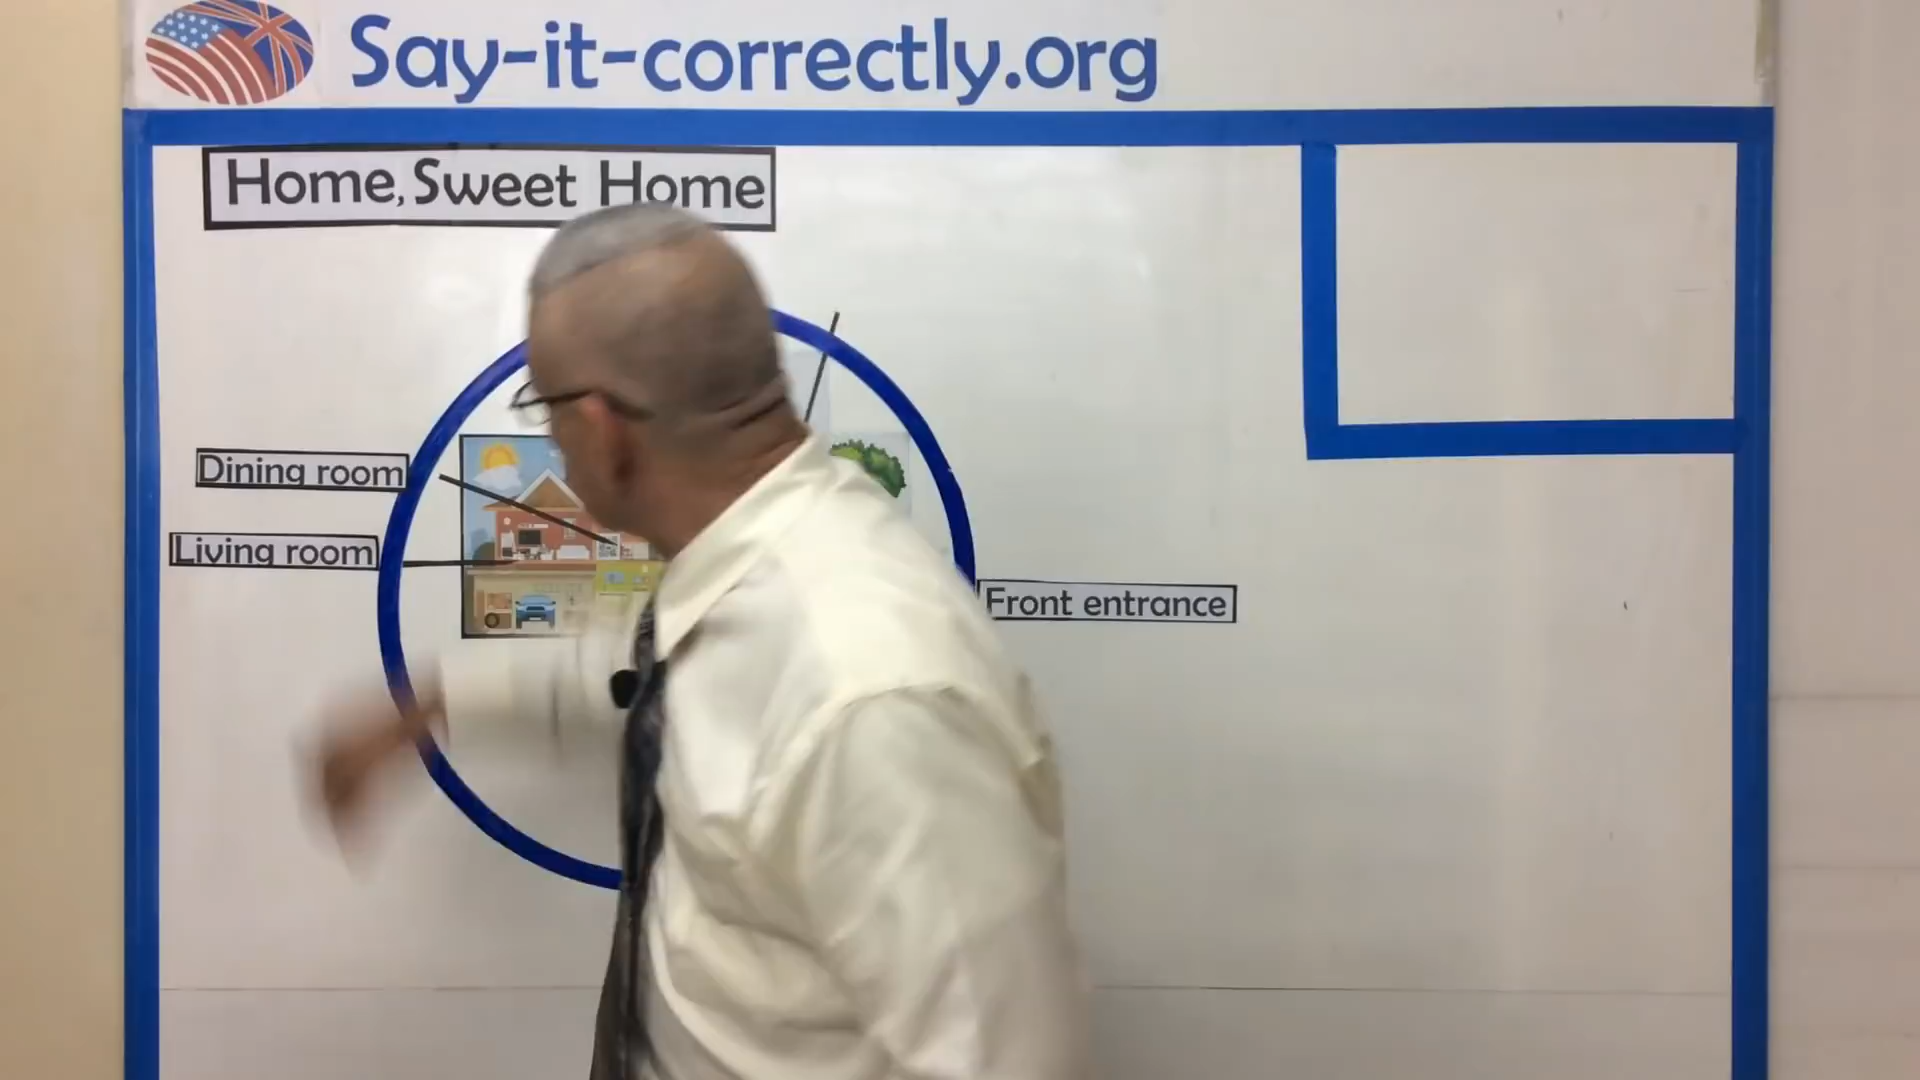 Say-it-correctly.org
Home, Sweet Home
Dining room
Living room
Front entrance